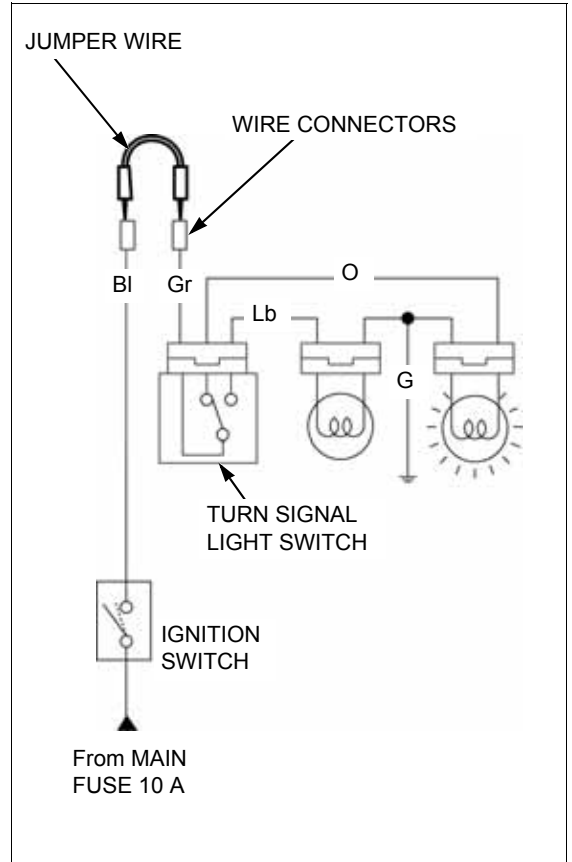 JUMPER WIRE
WIRE CONNECTORS
Bl
Gr
O
Lb
G
TURN SIGNAL
LIGHT SWITCH
IGNITION
SWITCH
From MAIN
FUSE 10 A